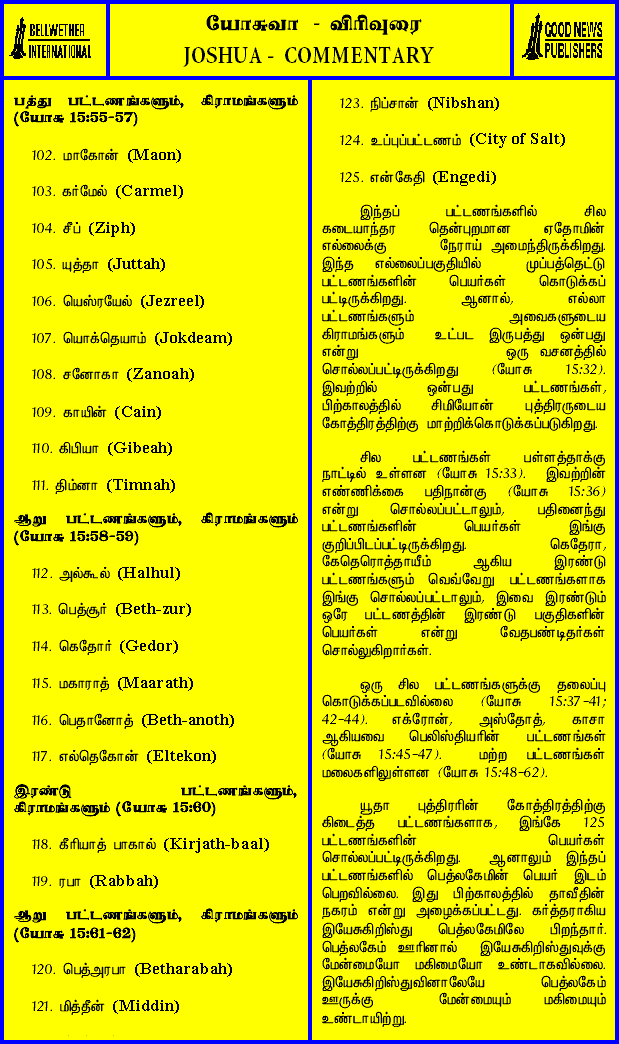 BELLWETHER
INTERNATIONAL
யோசுவா - விரிவுரை
JOSHUA - COMMENTARY
GOOD NEWS
PUBLISHERS
பத்து பட்டணங்களும், கிராமங்களும்
(யோசு 15:55-57)
102. மாகோன் (Maon)
103. கர்மேல் (Carmel)
104. சீப் (Ziph)
105. யுத்தா (Juttah)
106. யெஸ்ரயேல் (Jezreel)
107. யொக்தெயாம் (Jokdeam)
108. சனோகா (Zanoah)
109. காயின் (Cain)
110. கிபியா (Gibeah)
111. திம்னா (Timnah)
ஆறு பட்டணங்களும், கிராமங்களும்
(யோசு 15:58-59)
112. அல்கூல் (Halhul)
113. பெத்சூர் (Beth-zur)
114. கெதோர் (Gedor)
115. மகாராத் (Maarath)
116. பெதானோத் (Beth-anoth)
117. எல்தெகோன் (Eltekon)
இரண்டு பட்டணங்களும்,
கிராமங்களும் (யோசு 15:60)
118. கீரியாத் பாகால் (Kirjath-baal)
119. ரபா (Rabbah)
ஆறு பட்டணங்களும், கிராமங்களும்
(யோசு 15:61-62)
120. பெத்அரபா (Betharabah)
121. மித்தீன் (Middin)
123. நிப்சான் (Nibshan)
124. உப்புப்பட்டணம் (City of Salt)
125. என்கேதி (Engedi)
இந்தப் பட்டணங்களில் சில
கடையாந்தர தென்புறமான ஏதோமின்
எல்லைக்கு நேராய் அமைந்திருக்கிறது.
இந்த எல்லைப்பகுதியில் முப்பத்தெட்டு
பட்டணங்களின் பெயர்கள் கொடுக்கப்
பட்டிருக்கிறது. ஆனால், எல்லா
பட்டணங்களும் அவைகளுடைய
கிராமங்களும் உட்பட இருபத்து ஒன்பது
என்று ஒரு வசனத்தில்
சொல்லப்பட்டிருக்கிறது (யோசு 15:32).
இவற்றில் ஒன்பது பட்டணங்கள்,
பிற்காலத்தில் சிமியோன் புத்திரருடைய
கோத்திரத்திற்கு மாற்றிக்கொடுக்கப்படுகிறது.
சில பட்டணங்கள் பள்ளத்தாக்கு
நாட்டில் உள்ளன (யோசு 15:33). இவற்றின்
எண்ணிக்கை பதினான்கு (யோசு 15:36)
என்று சொல்லப்பட்டாலும், பதினைந்து
பட்டணங்களின் பெயர்கள் இங்கு
குறிப்பிடப்பட்டிருக்கிறது. கெதேரா,
கேதெரொத்தாயீம் ஆகிய இரண்டு
பட்டணங்களும் வெவ்வேறு பட்டணங்களாக
இங்கு சொல்லப்பட்டாலும், இவை இரண்டும்
ஒரே பட்டணத்தின் இரண்டு பகுதிகளின்
பெயர்கள் என்று வேதபண்டிதர்கள்
சொல்லுகிறார்கள்.
ஒரு சில பட்டணங்களுக்கு தலைப்பு
கொடுக்கப்படவில்லை (யோசு 15:37-41;
42-44). எக்ரோன், அஸ்தோத், காசா
ஆகியவை பெலிஸ்தியரின் பட்டணங்கள்
(யோசு 15:45-47). மற்ற பட்டணங்கள்
மலைகளிலுள்ளன (யோசு 15:48-62).
யூதா புத்திரரின் கோத்திரத்திற்கு
கிடைத்த பட்டணங்களாக, இங்கே 125
பட்டணங்களின் பெயர்கள்
சொல்லப்பட்டிருக்கிறது. ஆனாலும் இந்தப்
பட்டணங்களில் பெத்லகேமின் பெயர் இடம்
பெறவில்லை. இது பிற்காலத்தில் தாவீதின்
நகரம் என்று அழைக்கப்பட்டது. கர்த்தராகிய
இயேசுகிறிஸ்து பெத்லகேமிலே பிறந்தார்.
பெத்லகேம் ஊரினால் இயேசுகிறிஸ்துவுக்கு
மேன்மையோ மகிமையோ உண்டாகவில்லை.
இயேசுகிறிஸ்துவினாலேயே பெத்லகேம்
ஊருக்கு மேன்மையும் மகிமையும்
உண்டாயிற்று.